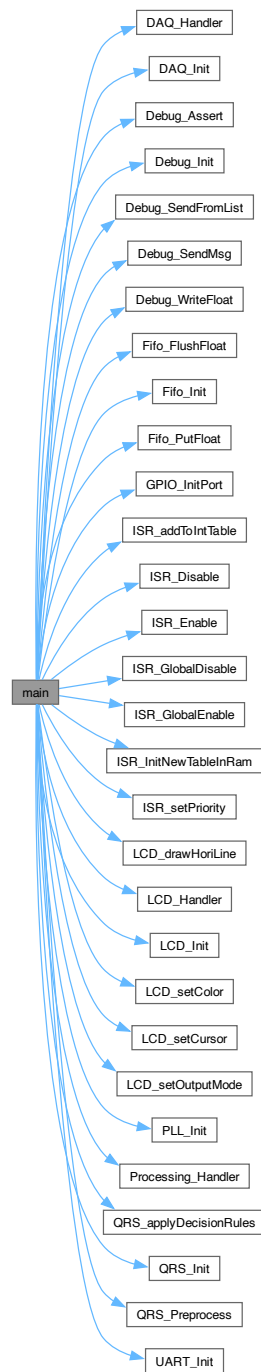 DAQ_Handler
DAQ_Init
Debug_Assert
Debug_Init
Debug_SendFromList
Debug_SendMsg
Debug_WriteFloat
Fifo_FlushFloat
Fifo_Init
Fifo_PutFloat
GPIO_InitPort
ISR_addToIntTable
ISR_Disable
ISR_Enable
ISR_GlobalDisable
main
ISR_GlobalEnable
ISR_InitNewTableInRam
ISR_setPriority
LCD_drawHoriLine
LCD_Handler
LCD_Init
LCD_setColor
LCD_setCursor
LCD_setOutputMode
PLL_Init
Processing_Handler
QRS_applyDecisionRules
QRS_Init
QRS_Preprocess
UART_Init